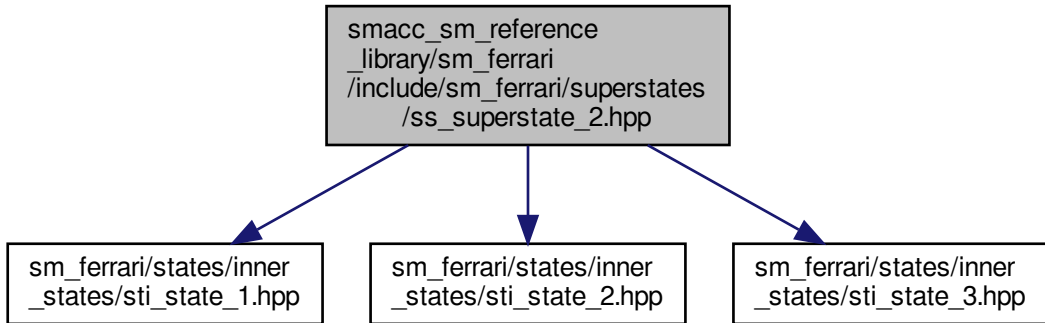 smacc_sm_reference
_library/sm_ferrari
/include/sm_ferrari/superstates
/ss_superstate_2.hpp
sm_ferrari/states/inner
_states/sti_state_1.hpp
sm_ferrari/states/inner
_states/sti_state_2.hpp
sm_ferrari/states/inner
_states/sti_state_3.hpp